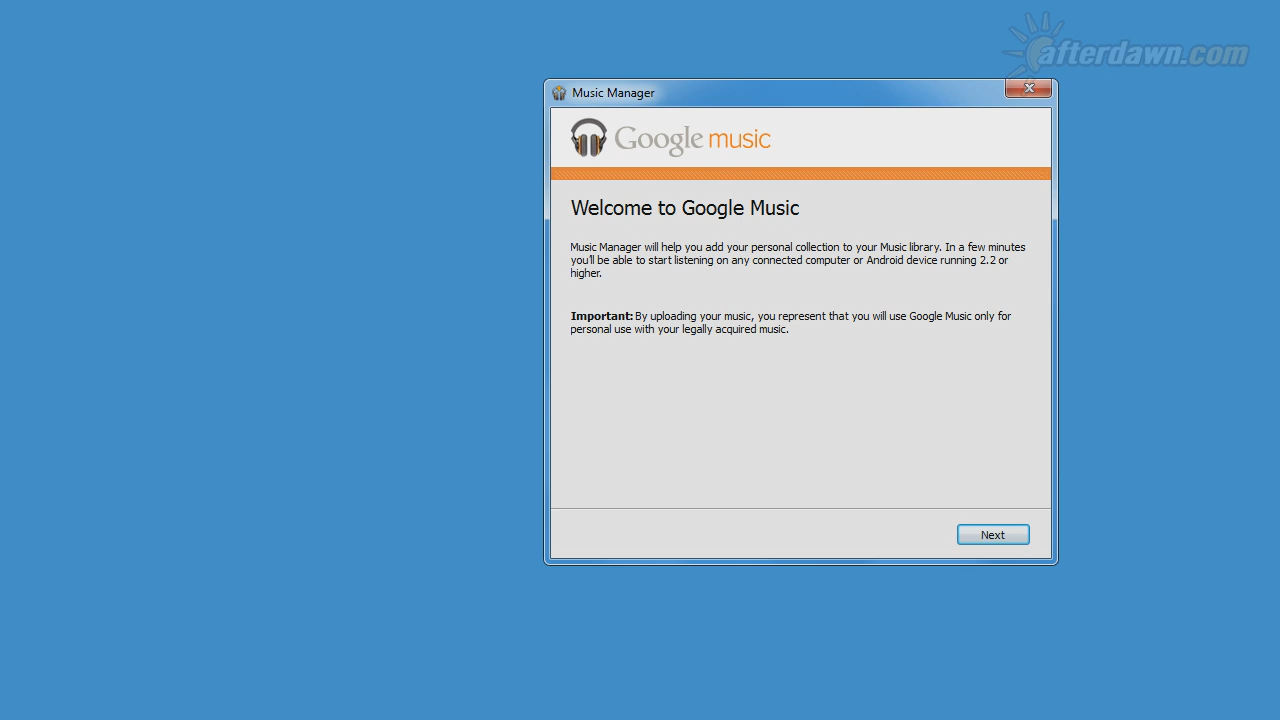 afterdawn.com
Music Manager
Google music
Welcome to Google Music
Music Manager will help you add your personal collection to your Music library. In a few minutes
you'll be able to start listening on any connected computer or Android device running 2.2 or
higher.
Important: By uploading your music, you represent that you will use Google Music only for
personal use with your legally acquired music.
Next